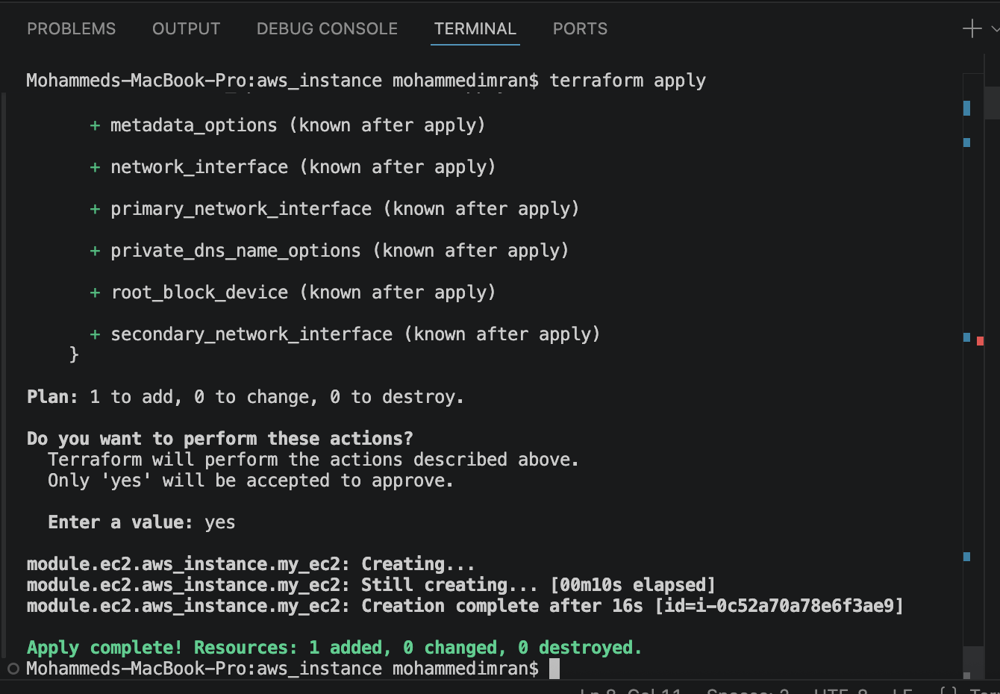 PROBLEMS OUTPUT DEBUG CONSOLE TERMINAL PORTS
Mohammeds-MacBook-Pro:aws_instance mohammedimran$ terraform apply
+ metadata_options (known after apply)
+ network_interface (known after apply)
+ primary_network_interface (known after apply)
+ private_dns_name_options (known after apply)
+ root_block_device (known after apply)
+ secondary_network_interface (known after apply)
}
Plan: 1 to add, 0 to change, 0 to destroy.
Do you want to perform these actions?
Terraform will perform the actions described above.
Only 'yes' will be accepted to approve.
Enter a value: yes
module.ec2.aws_instance.my_ec2: Creating...
module.ec2.aws_instance.my_ec2: Still creating... [00m10s elapsed]
module.ec2.aws_instance.my_ec2: Creation complete after 16s [id=i-0c52a70a78e6f3ae9]
Apply complete! Resources: 1 added, 0 changed, 0 destroyed.
Mohammeds-MacBook-Pro:aws_instance mohammedimran$